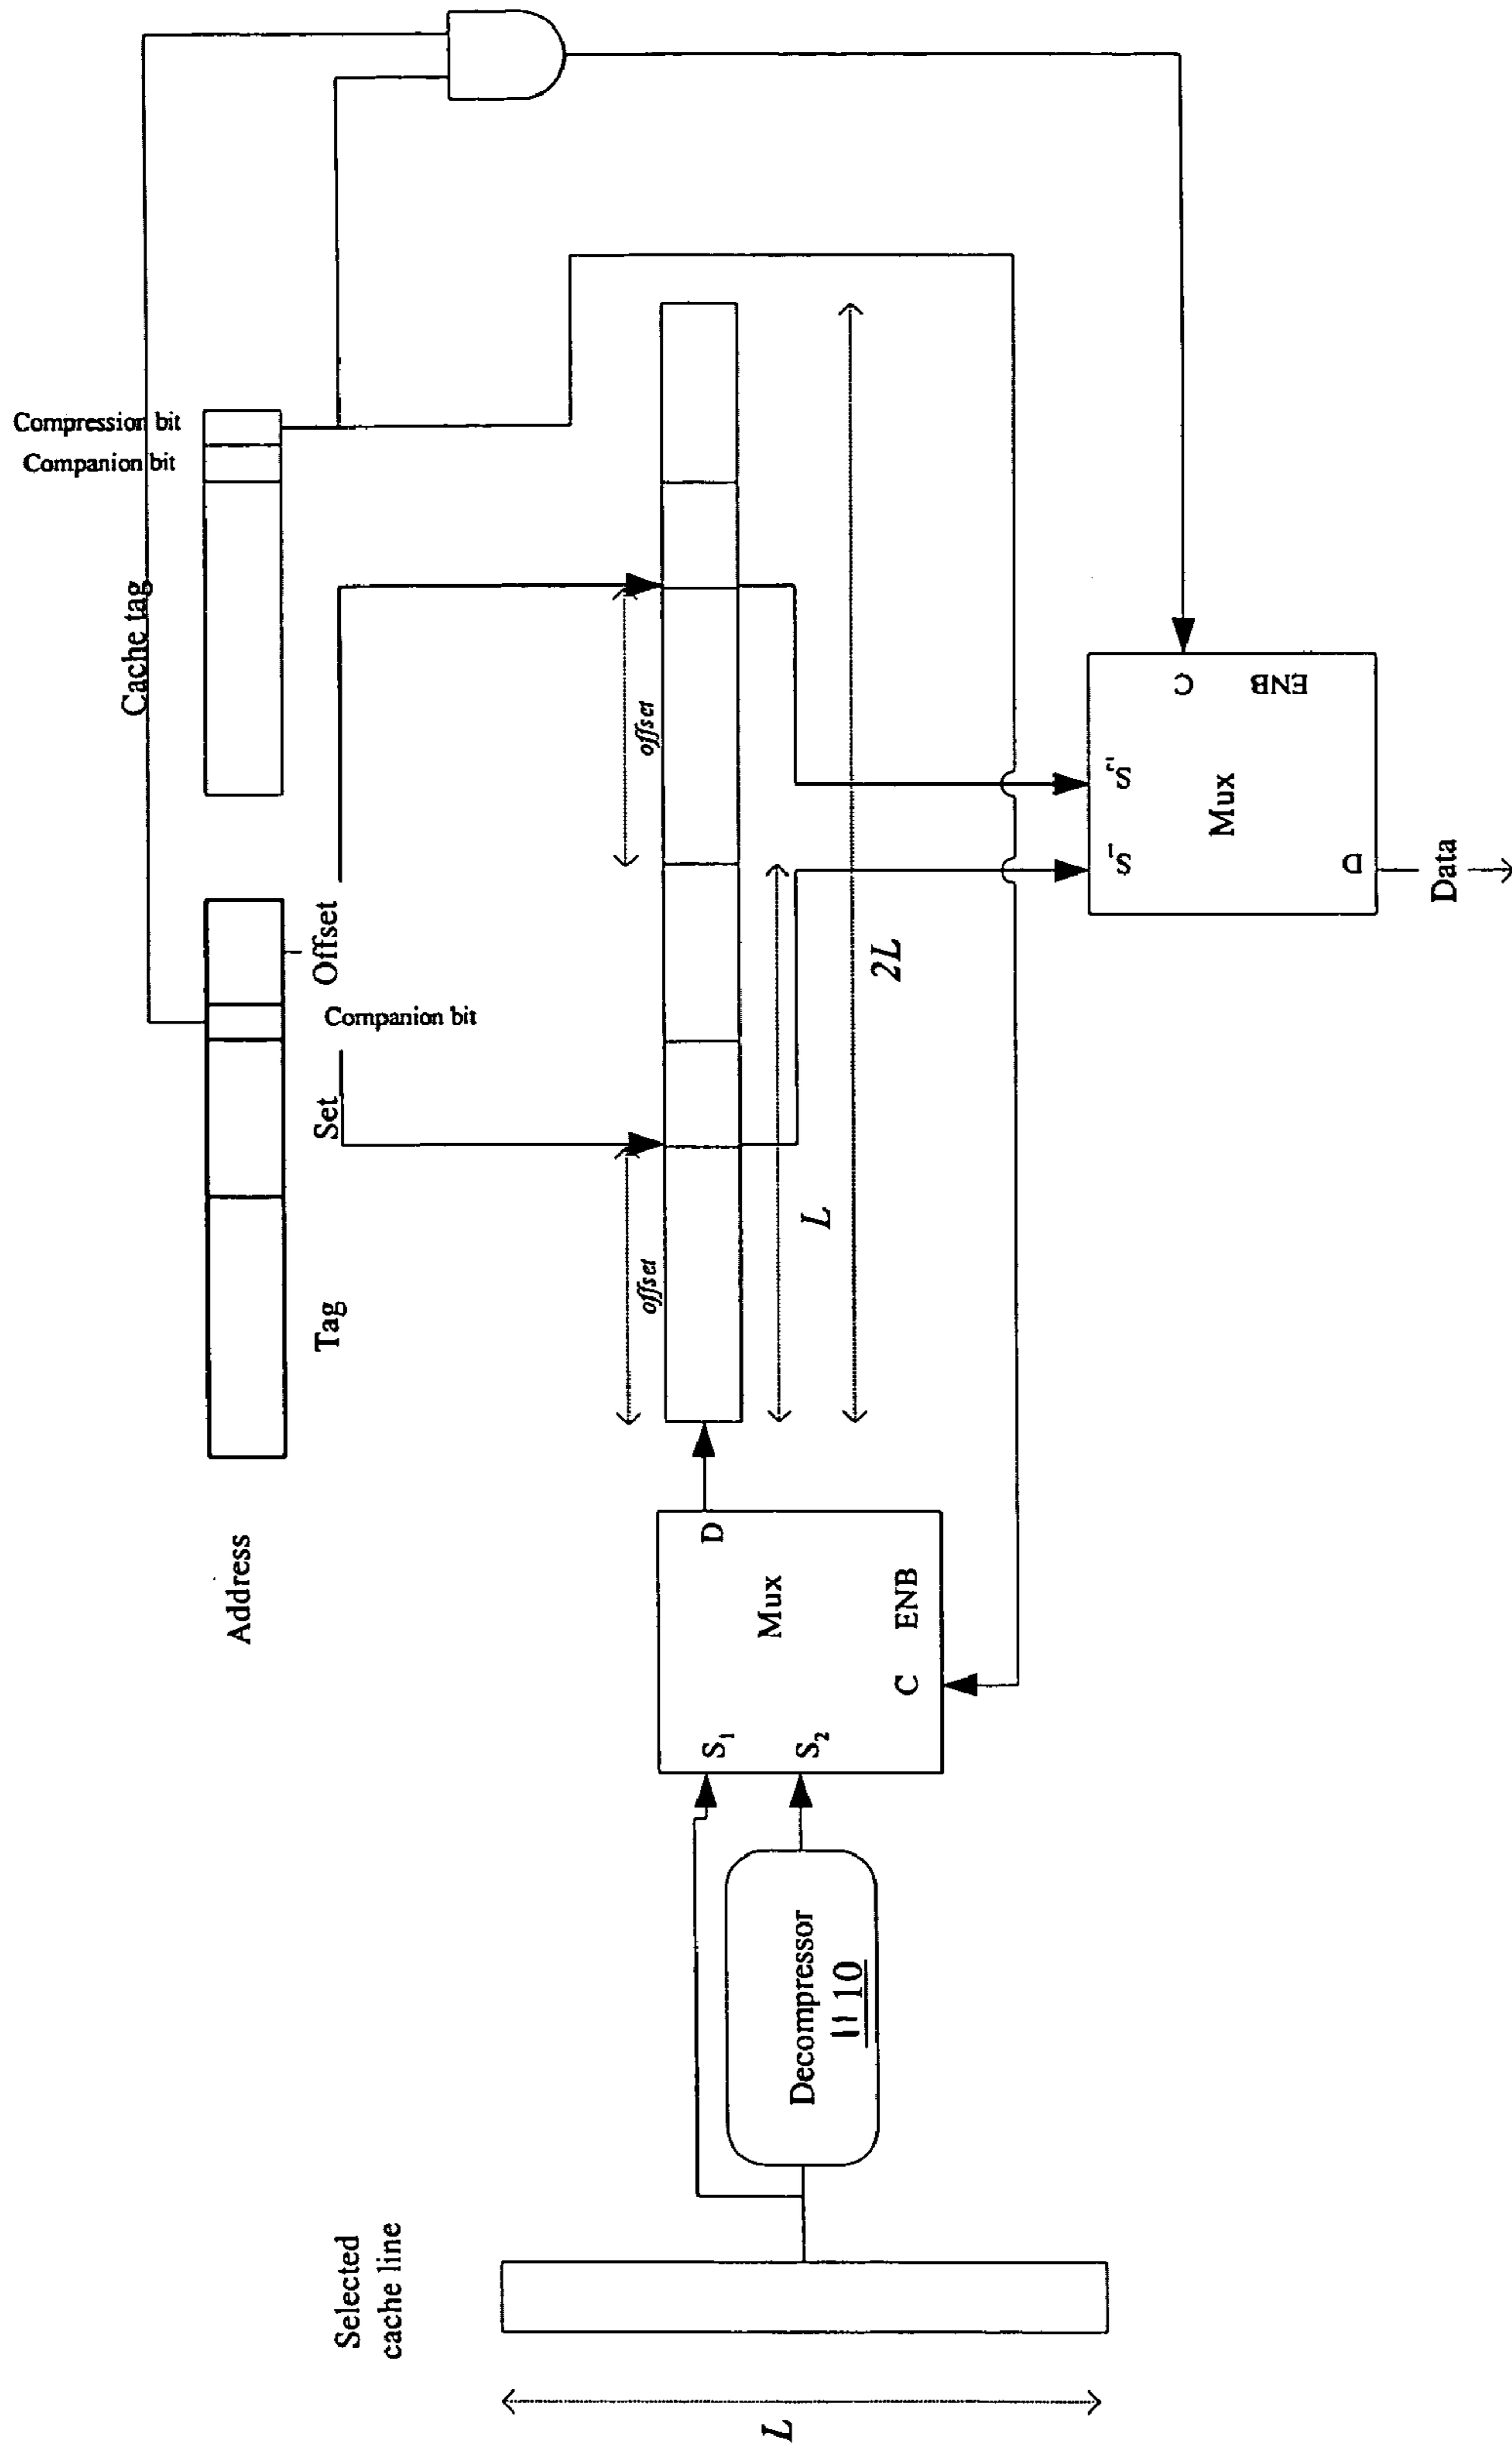 Compression bit
Companion bit
Cache tag
Offset
Companion bit
Set
Tag
Address
offset
offset
L
2L
D
Mux
S1
S2
C
ENB
C
ENB
S2
Mux
S1
D
Data
Decompressor
1110
Selected
cache line
L